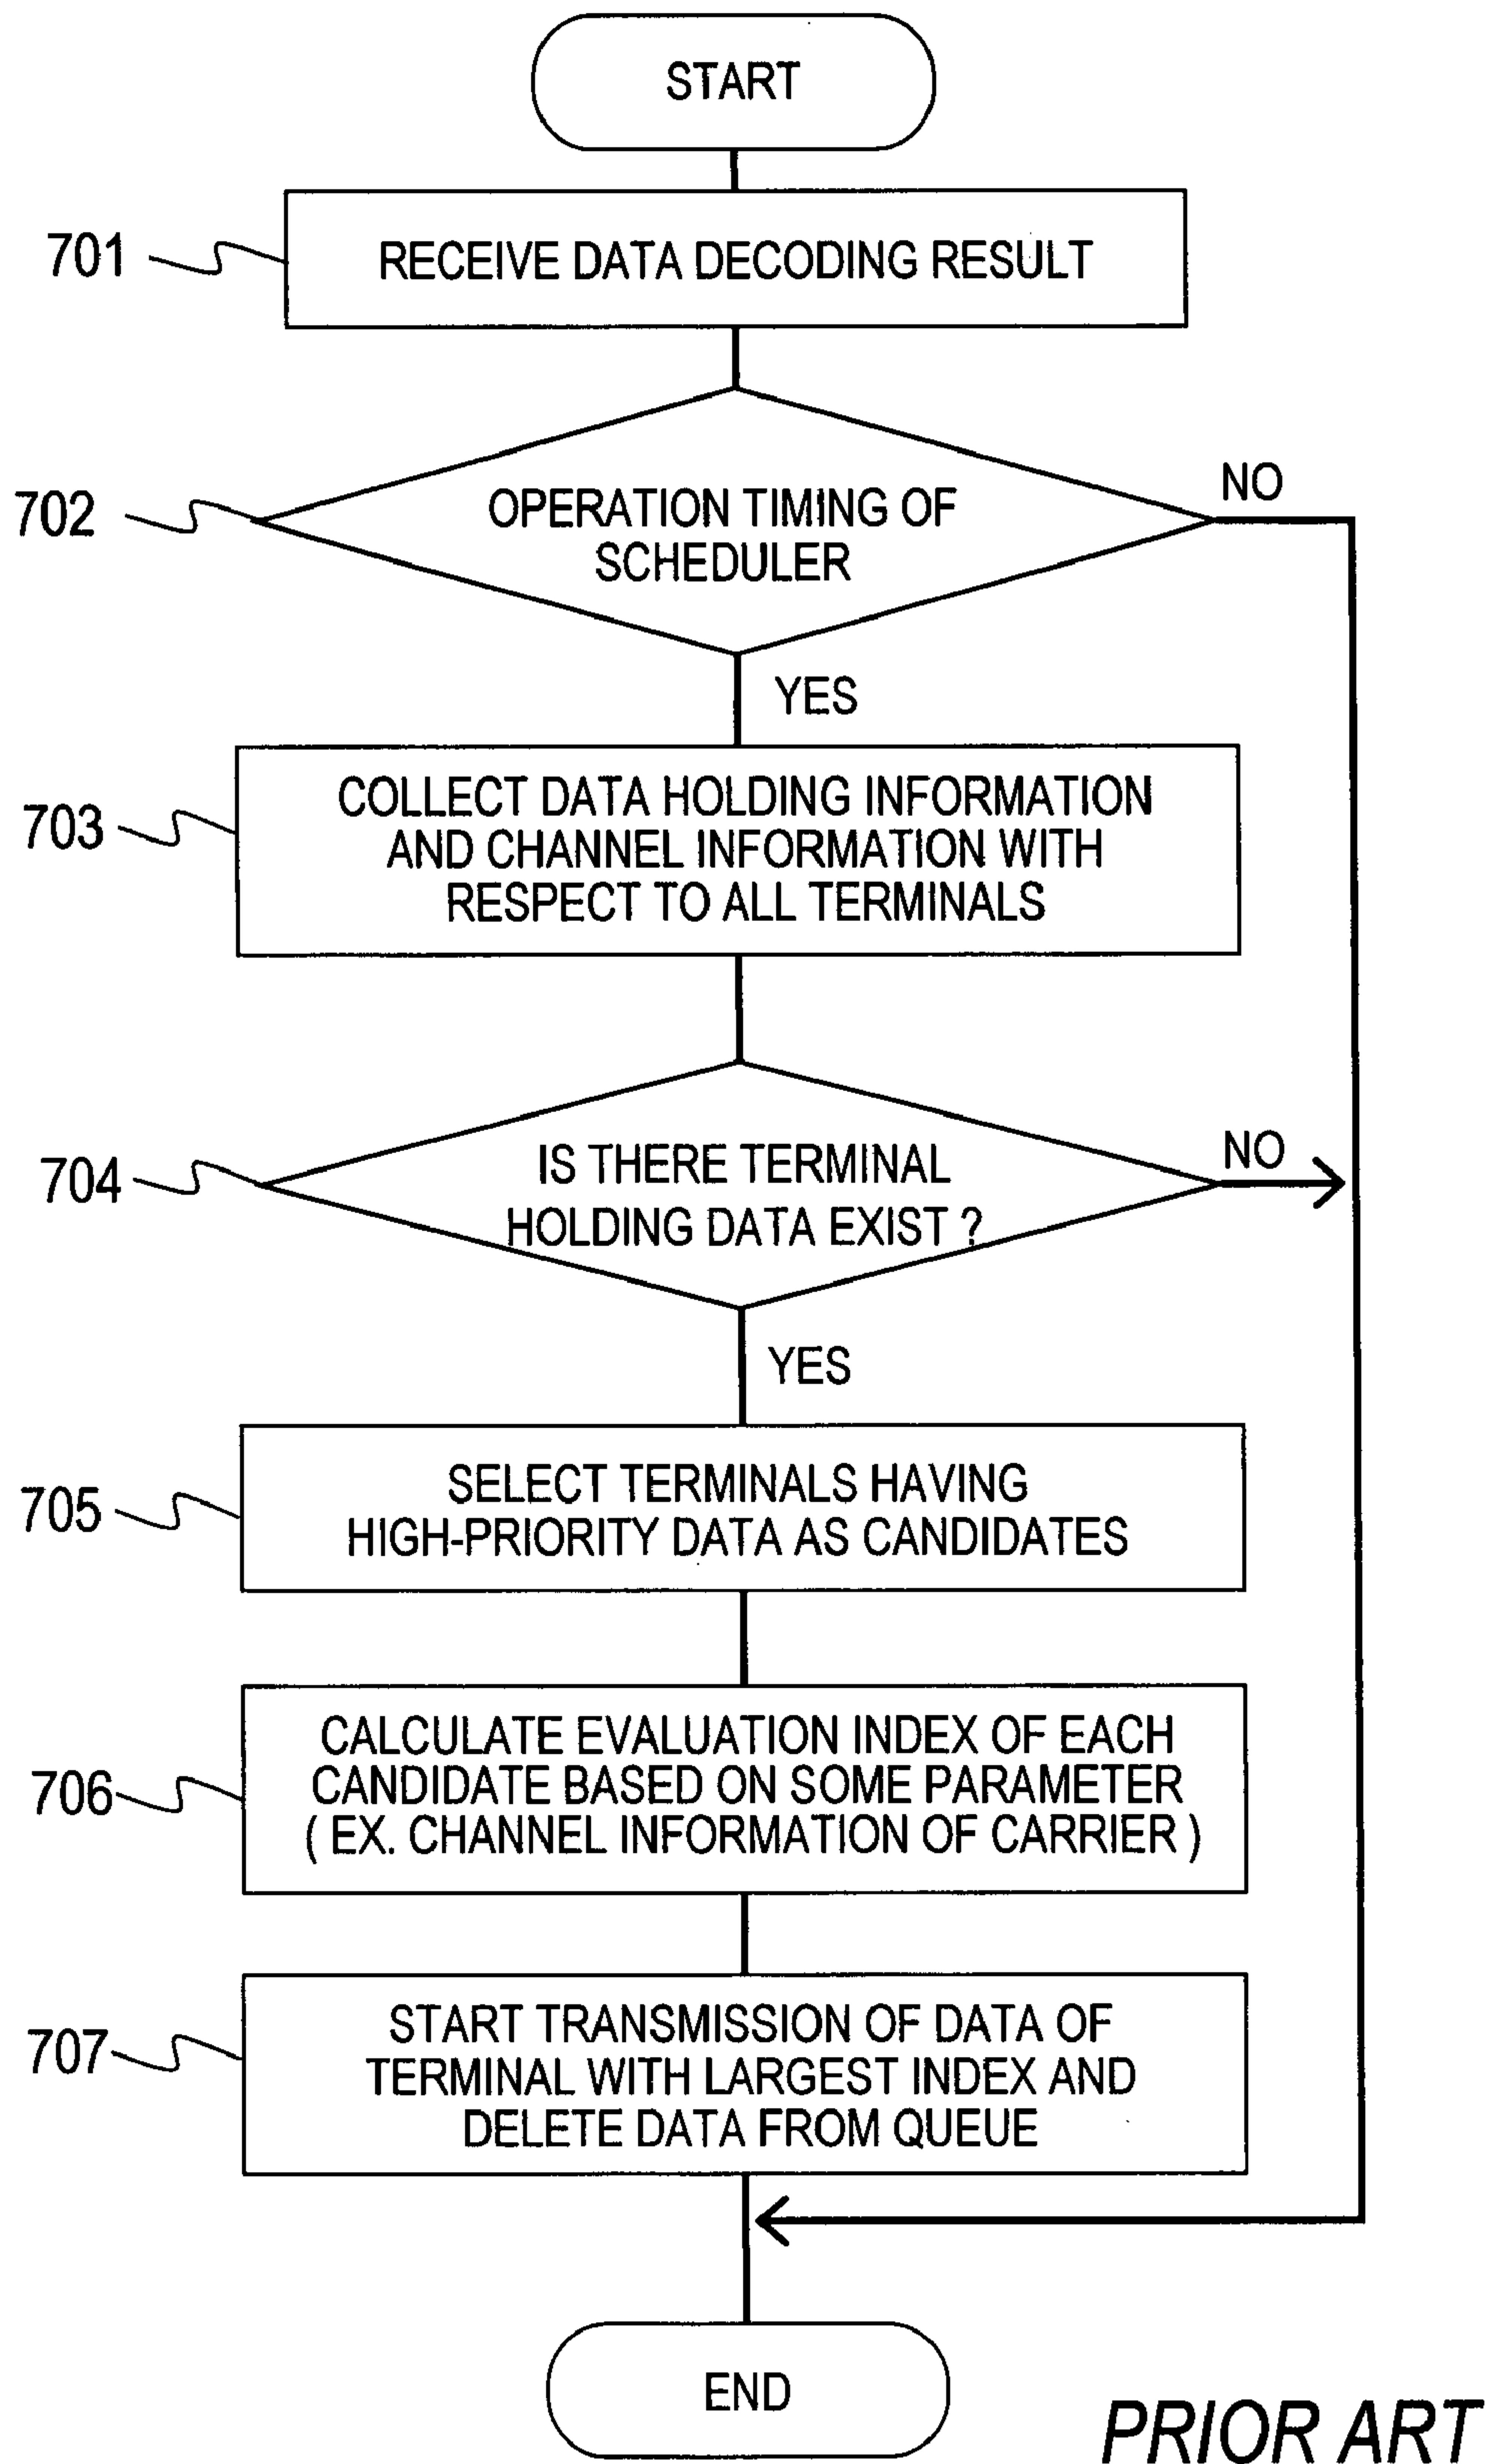 START
701
RECEIVE DATA DECODING RESULT
702
OPERATION TIMING OF
SCHEDULER
NO
YES
703
COLLECT DATA HOLDING INFORMATION
AND CHANNEL INFORMATION WITH
RESPECT TO ALL TERMINALS
704
IS THERE TERMINAL
HOLDING DATA EXIST ?
NO
YES
705
SELECT TERMINALS HAVING
HIGH-PRIORITY DATA AS CANDIDATES
706
CALCULATE EVALUATION INDEX OF EACH
CANDIDATE BASED ON SOME PARAMETER
( EX. CHANNEL INFORMATION OF CARRIER )
707
START TRANSMISSION OF DATA OF
TERMINAL WITH LARGEST INDEX AND
DELETE DATA FROM QUEUE
END
PRIOR ART